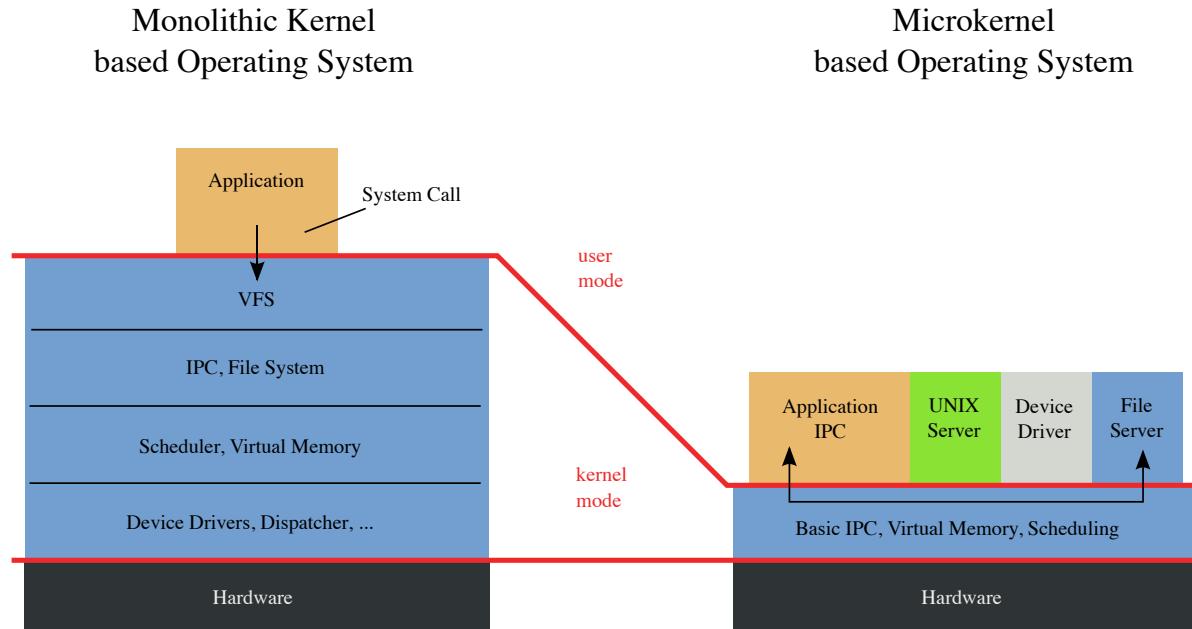 Monolithic Kernel
based Operating System
Microkernel
based Operating System
Application
System Call
user
mode
VFS
IPC, File System
Scheduler, Virtual Memory
kernel
mode
Device Drivers, Dispatcher, ...
Hardware
Application
IPC
UNIX
Server
Device
Driver
File
Server
Basic IPC, Virtual Memory, Scheduling
Hardware